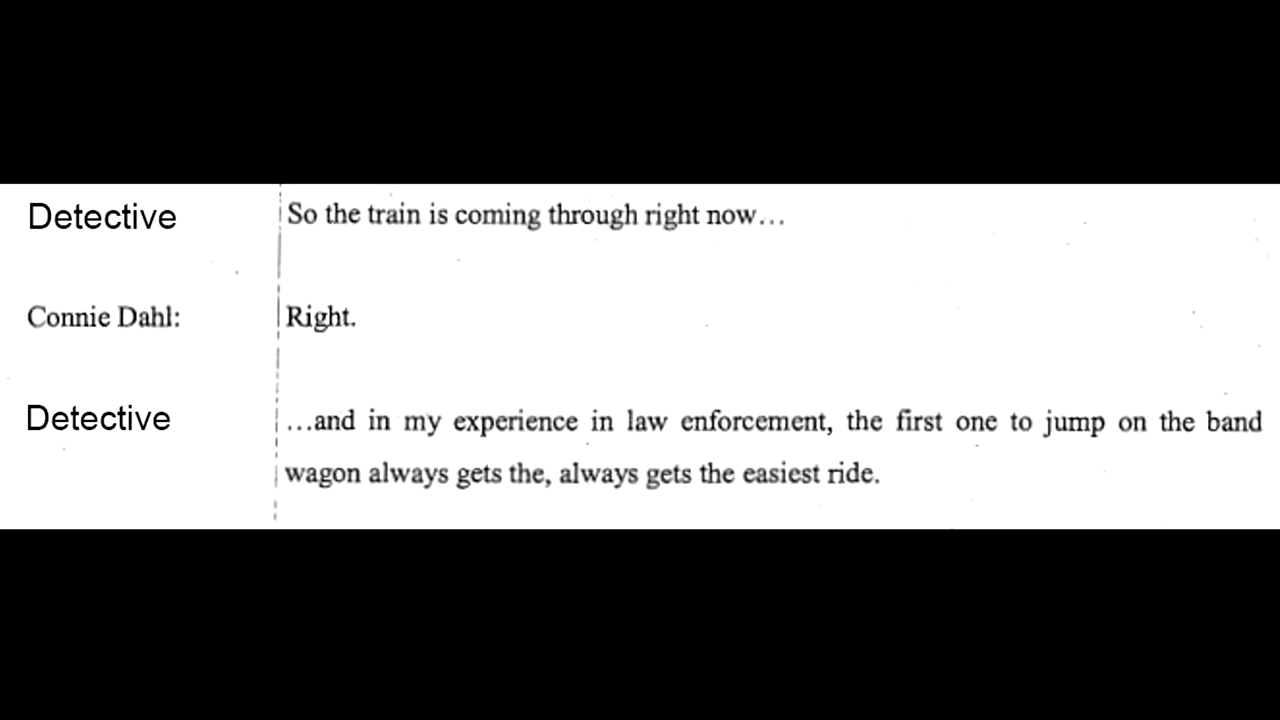 Detective So the train is coming through right now...
Connie Dahl: Right.
Detective ...and in my experience in law enforcement, the first one to jump on the band
wagon always gets the, always gets the easiest ride.